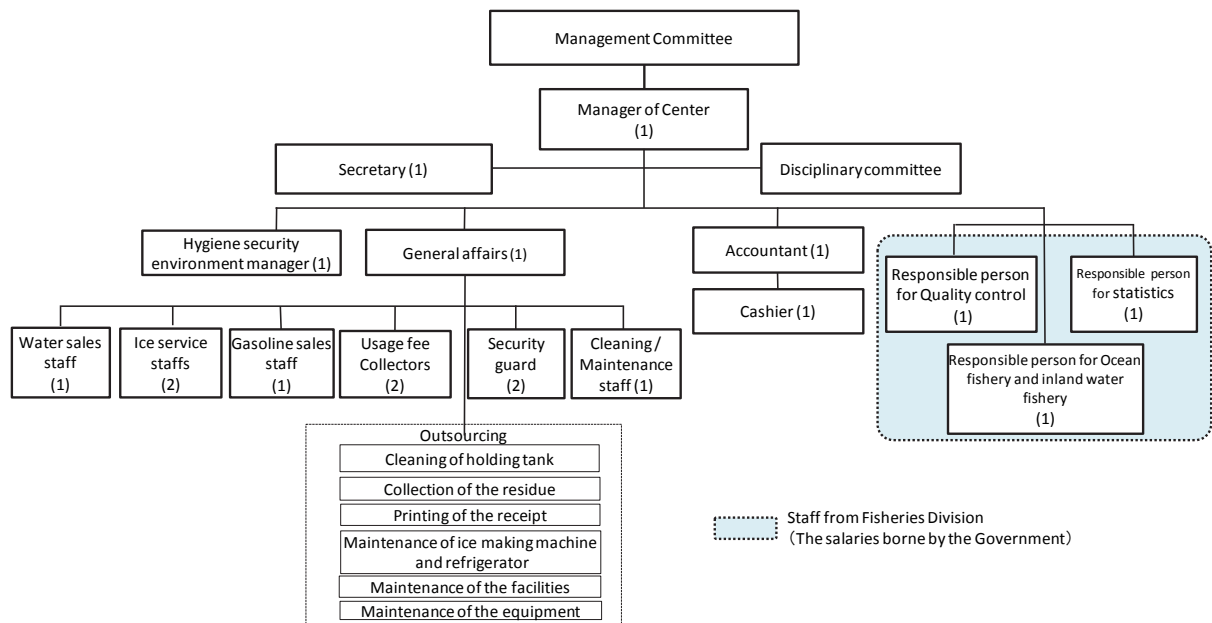 Management Committee
Manager of Center
(1)
Secretary (1)
Disciplinary committee
Hygiene security
environment manager (1)
General affairs (1)
Accountant (1)
Cashier (1)
Responsible person
for Quality control
(1)
Responsible person
for statistics
(1)
Responsible person for Ocean
fishery and inland water
fishery
(1)
Water sales
staff
(1)
Ice service
staffs
(2)
Gasoline sales
staff
(1)
Usage fee
Collectors
(2)
Security
guard
(2)
Cleaning /
Maintenance
staff (1)
Outsourcing
Cleaning of holding tank
Collection of the residue
Printing of the receipt
Maintenance of ice making machine
and refrigerator
Maintenance of the facilities
Maintenance of the equipment
Staff from Fisheries Division
（The salaries borne by the Government）